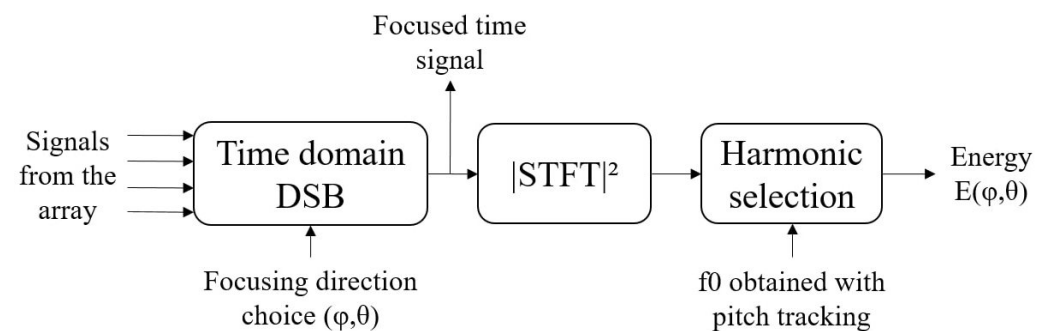 Focused time
signal
Signals
from the
array
Time domain
DSB
|STFT|²
Harmonic
selection
Energy
E(φ,θ)
Focusing direction
choice (φ,θ)
f0 obtained with
pitch tracking